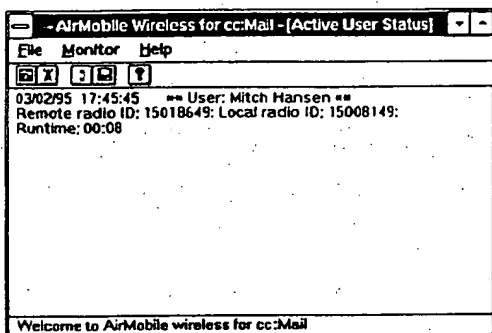 - AirMobile Wireless for cc:Mail - [Active User Status]
File Monitor Help
03/02/95 17:45:45 ** User: Mitch Hansen **
Remote radio ID: 15018649: Local radio ID: 15008149:
Runtime: 00:08
Welcome to AirMobile wireless for cc:Mail